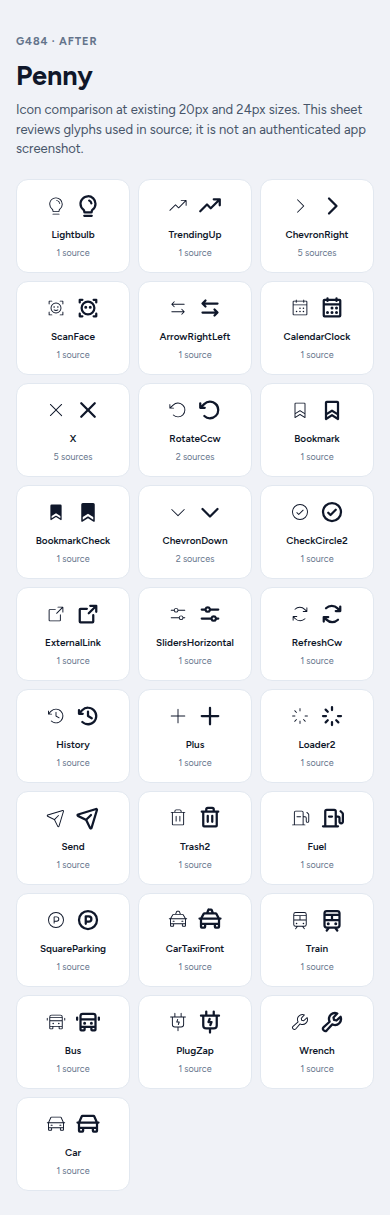 G484 · AFTER
Penny
Icon comparison at existing 20px and 24px sizes. This sheet
reviews glyphs used in source; it is not an authenticated app
screenshot.
Lightbulb
1 source
TrendingUp
1 source
ChevronRight
5 sources
ScanFace
1 source
ArrowRightLeft
1 source
CalendarClock
1 source
X
5 sources
RotateCcw
2 sources
Bookmark
1 source
BookmarkCheck
1 source
ChevronDown
2 sources
CheckCircle2
1 source
ExternalLink
1 source
SlidersHorizontal
1 source
RefreshCw
1 source
History
1 source
Plus
1 source
Loader2
1 source
Send
1 source
Trash2
1 source
Fuel
1 source
SquareParking
1 source
CarTaxiFront
1 source
Train
1 source
Bus
1 source
PlugZap
1 source
Wrench
1 source
Car
1 source